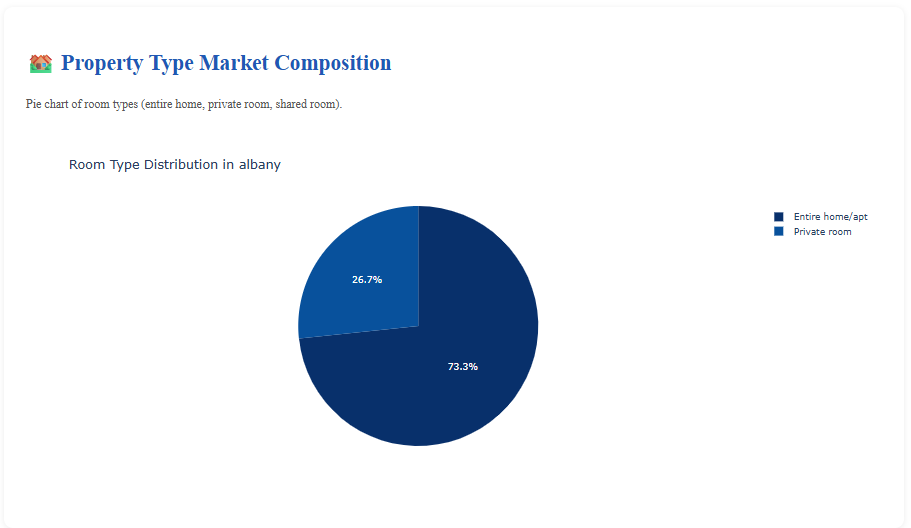 Property Type Market Composition
Pie chart of room types (entire home, private room, shared room).
Room Type Distribution in albany
Entire home/apt
Private room
26.7%
73.3%